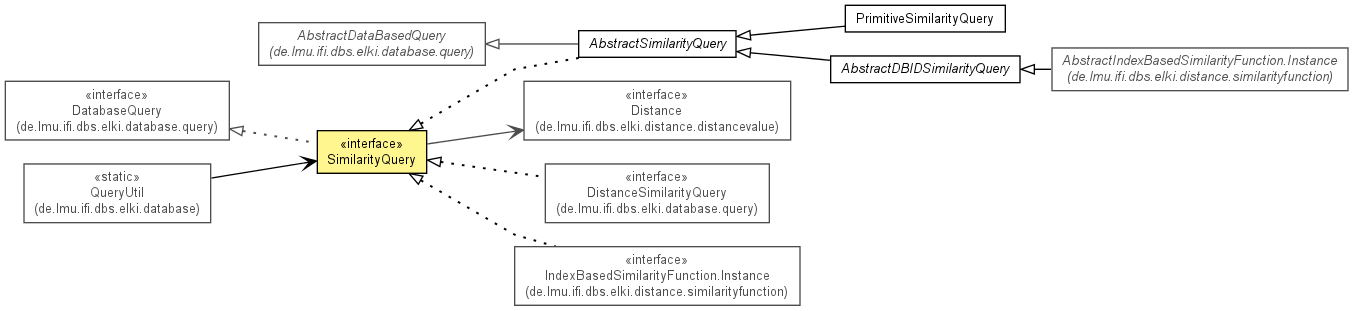 PrimitiveSimilarityQuery
AbstractDataBasedQuery
(de.lmu.ifi.dbs.elki.database.query)
AbstractSimilarityQuery
AbstractDBIDSimilarityQuery
AbstractIndexBasedSimilarityFunction.Instance
(de.lmu.ifi.dbs.elki.distance.similarityfunction)
«interface»
DatabaseQuery
(de.lmu.ifi.dbs.elki.database.query)
«interface»
Distance
(de.lmu.ifi.dbs.elki.distance.distancevalue)
«interface»
SimilarityQuery
«static»
QueryUtil
(de.lmu.ifi.dbs.elki.database)
«interface»
DistanceSimilarityQuery
(de.lmu.ifi.dbs.elki.database.query)
«interface»
IndexBasedSimilarityFunction.Instance
(de.lmu.ifi.dbs.elki.distance.similarityfunction)